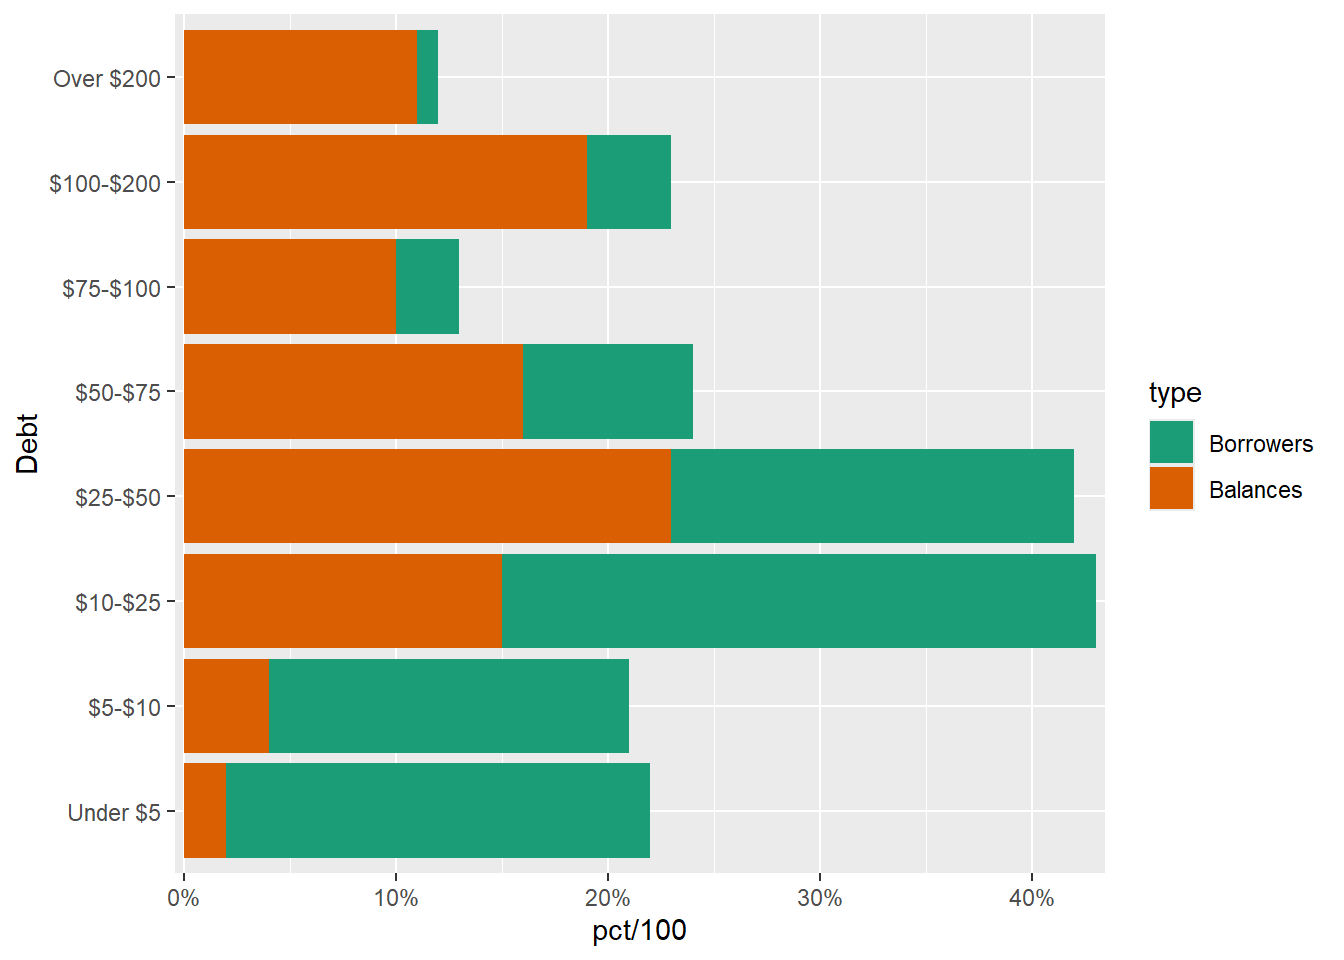 Over $200
$100-$200
$75-$100
$50-$75
$25-$50
$10-$25
$5-$10
Under $5
Debt
0% 10% 20% 30% 40%
pct/100
type
Borrowers
Balances